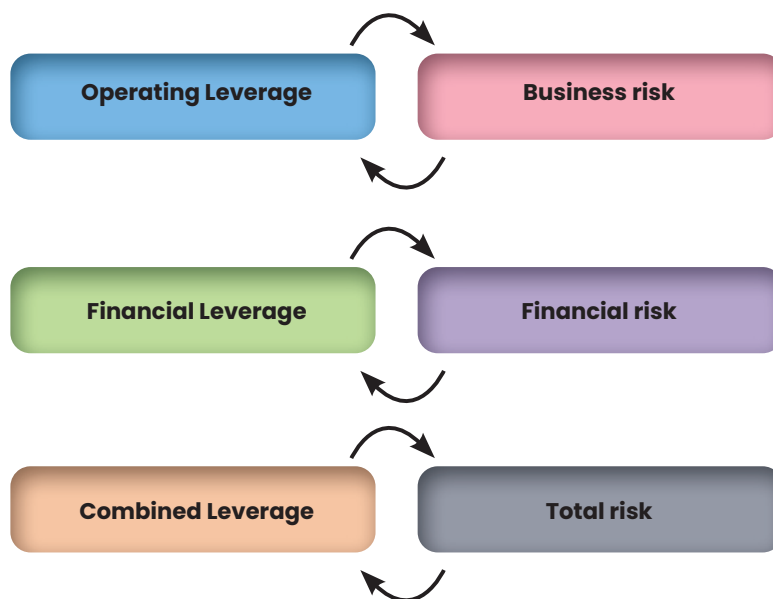 Operating Leverage
Business risk
Financial Leverage
Financial risk
Combined Leverage
Total risk